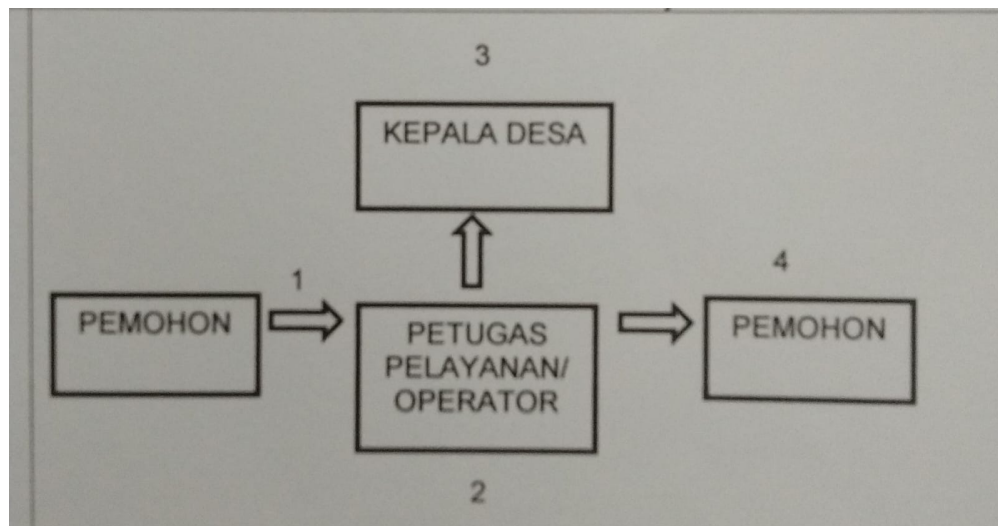 3
KEPALA DESA
1
4
PEMOHON
PETUGAS
PELAYANAN/
OPERATOR
PEMOHON
2